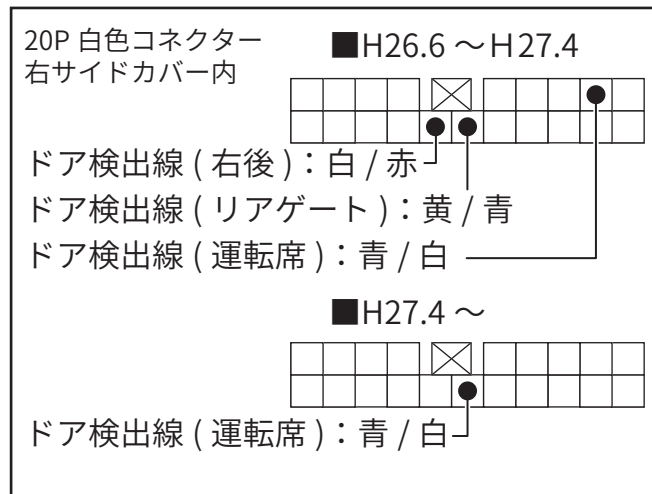 20P 白色コネクター
右サイドカバー内
■H26.6 ～H27.4
ドア検出線 ( 右後 )：白 / 赤
ドア検出線 ( リアゲート )：黄 / 青
ドア検出線 ( 運転席 )：青 / 白
■H27.4 ～
ドア検出線 ( 運転席 )：青 / 白